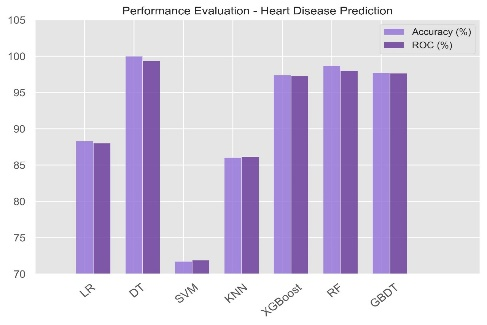 Performance Evaluation - Heart Disease Prediction
105
100
95
90
85
80
75
70
Accuracy (%)
ROC (%)
LR
DT
SVM
KNN
XGBoost
RF
GBDT